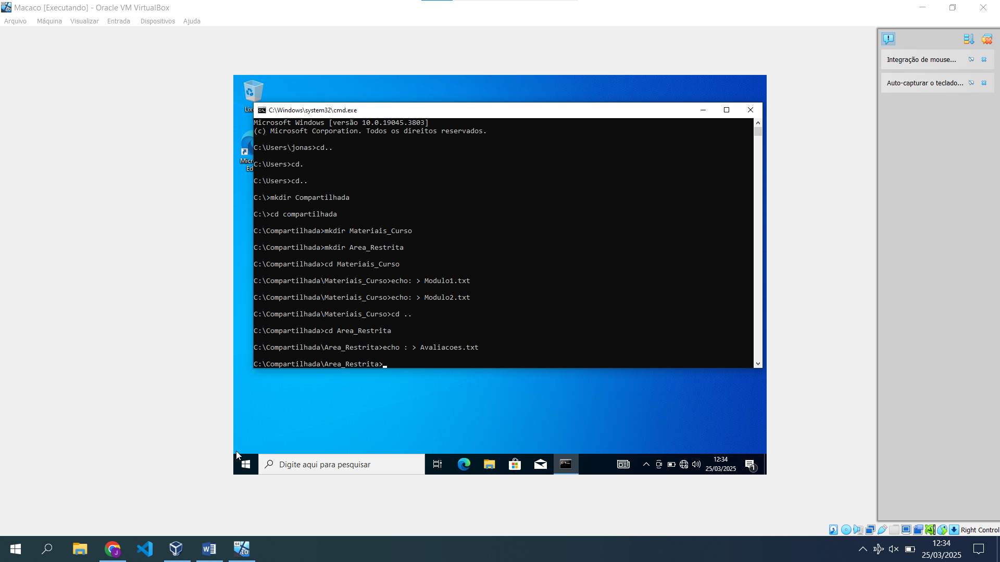 Macaco [Executando] - Oracle VM VirtualBox
Arquivo Máquina Visualizar Entrada Dispositivos Ajuda
Integração de mouse...
Auto-capturar o teclado...
C:\Windows\system32\cmd.exe
Microsoft Windows [versão 10.0.19045.3803]
(c) Microsoft Corporation. Todos os direitos reservados.
C:\Users\jonas>cd..
C:\Users>cd.
C:\Users>cd..
C:\>mkdir Compartilhada
C:\>cd compartilhada
C:\Compartilhada>mkdir Materiais_Curso
C:\Compartilhada>mkdir Area_Restrita
C:\Compartilhada>cd Materiais_Curso
C:\Compartilhada\Materiais_Curso>echo: > Modulo1.txt
C:\Compartilhada\Materiais_Curso>echo: > Modulo2.txt
C:\Compartilhada\Materiais_Curso>cd ..
C:\Compartilhada>cd Area_Restrita
C:\Compartilhada\Area_Restrita>echo : > Avaliacoes.txt
C:\Compartilhada\Area_Restrita>
Digite aqui para pesquisar
12:34
25/03/2025
1
Right Control
12:34
25/03/2025